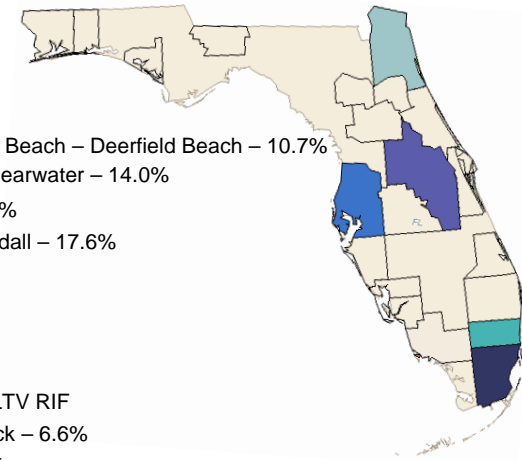 Beach – Deerfield Beach – 10.7%
earwater – 14.0%
%
dall – 17.6%
FL
LTV RIF
ck – 6.6%